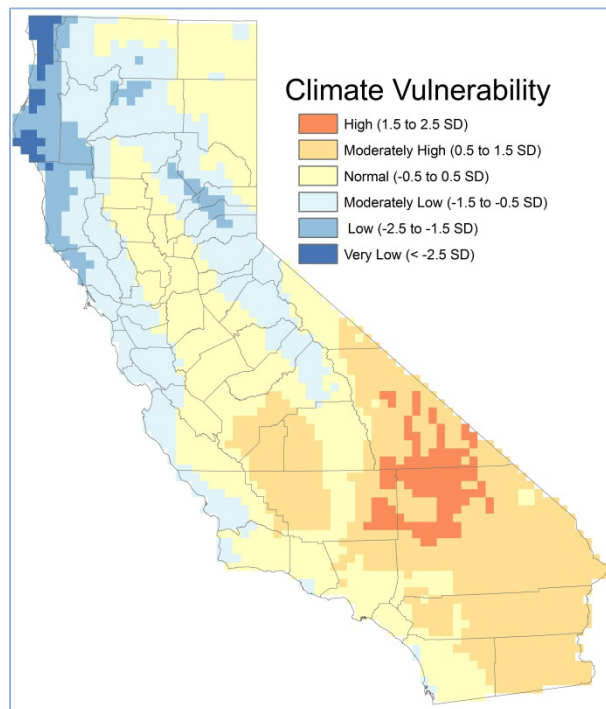 Climate Vulnerability
High (1.5 to 2.5 SD)
Moderately High (0.5 to 1.5 SD)
Normal (-0.5 to 0.5 SD)
Moderately Low (-1.5 to -0.5 SD)
Low (-2.5 to -1.5 SD)
Very Low (< -2.5 SD)